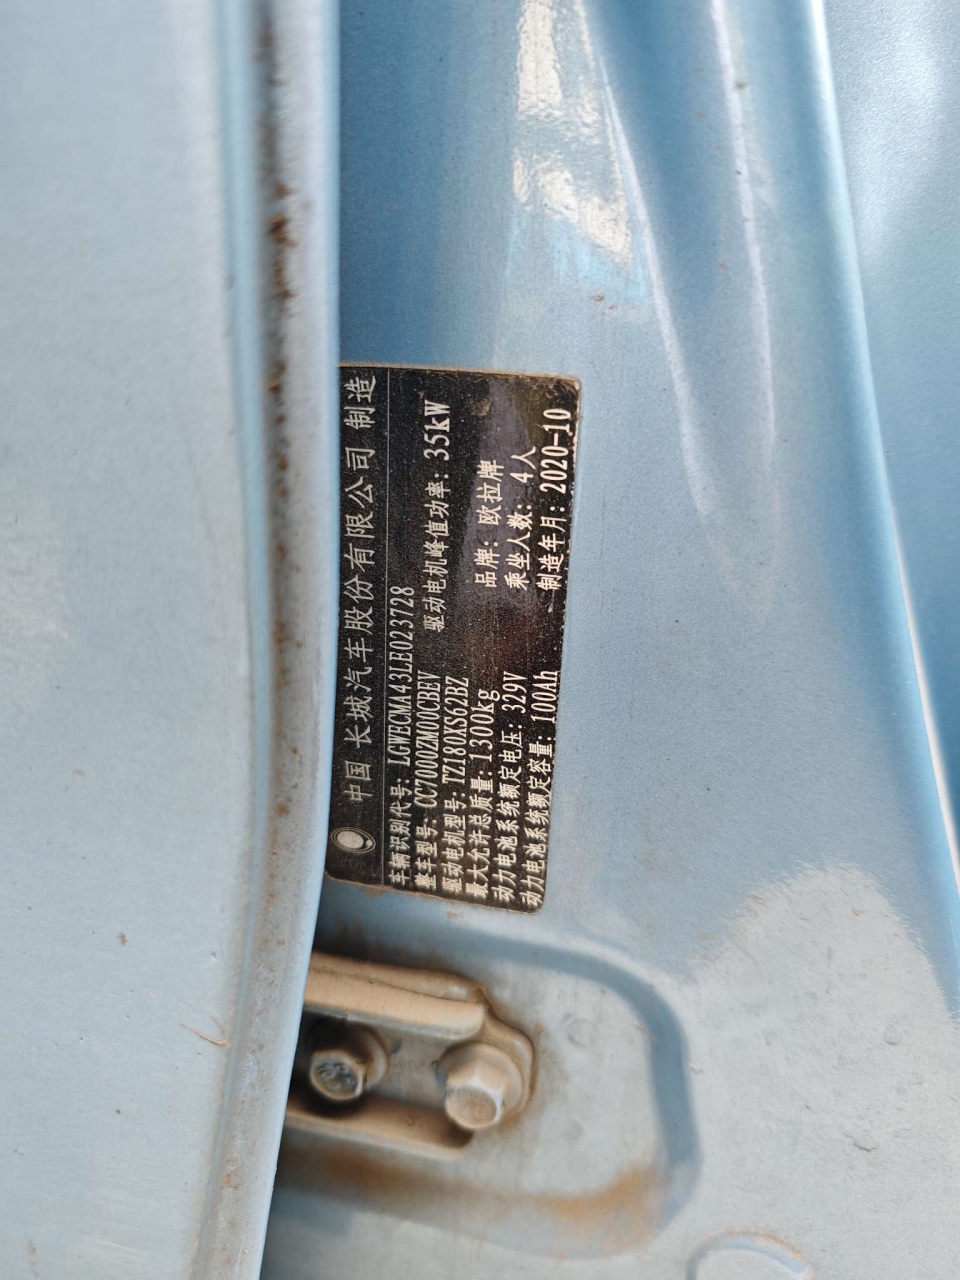 中国 长城汽车股份有限公司 制造
车辆识别代号: LGWECMA43LE023728
整车型号: CC7000ZM00CBEV
驱动电机型号: TZ180XS62BZ 驱动电机峰值功率: 35kW
最大允许总质量: 1300kg
动力电池系统额定电压: 329V 品牌: 欧拉牌
动力电池系统额定容量: 100Ah 乘坐人数: 4人
制造年月: 2020-10